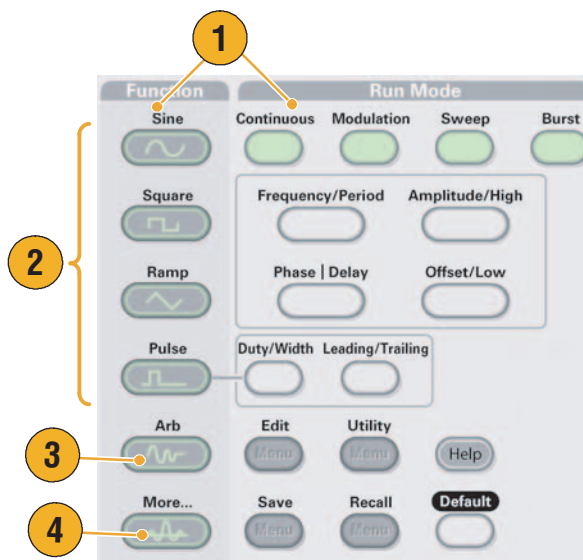 1
Function Run Mode
Sine Continuous Modulation Sweep Burst
Square Frequency/Period Amplitude/High
2
Ramp Phase | Delay Offset/Low
Pulse Duty/Width Leading/Trailing
Arb Edit Utility
3 Menu Menu Help
More... Save Recall Default
4 Menu Menu